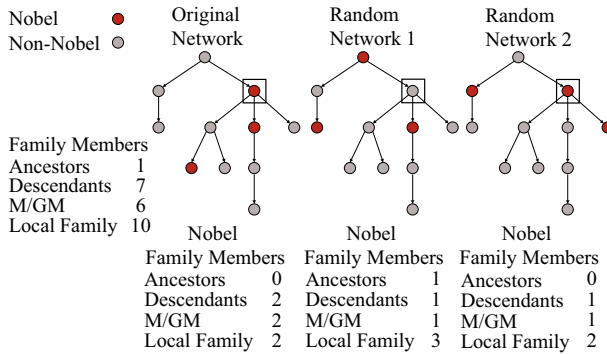 Nobel
Non-Nobel
Original
Network
Random
Network 1
Random
Network 2
Family Members
Ancestors 1
Descendants 7
M/GM 6
Local Family 10
Nobel
Family Members
Ancestors 0
Descendants 2
M/GM 2
Local Family 2
Nobel
Family Members
Ancestors 1
Descendants 1
M/GM 1
Local Family 3
Nobel
Family Members
Ancestors 0
Descendants 1
M/GM 1
Local Family 2